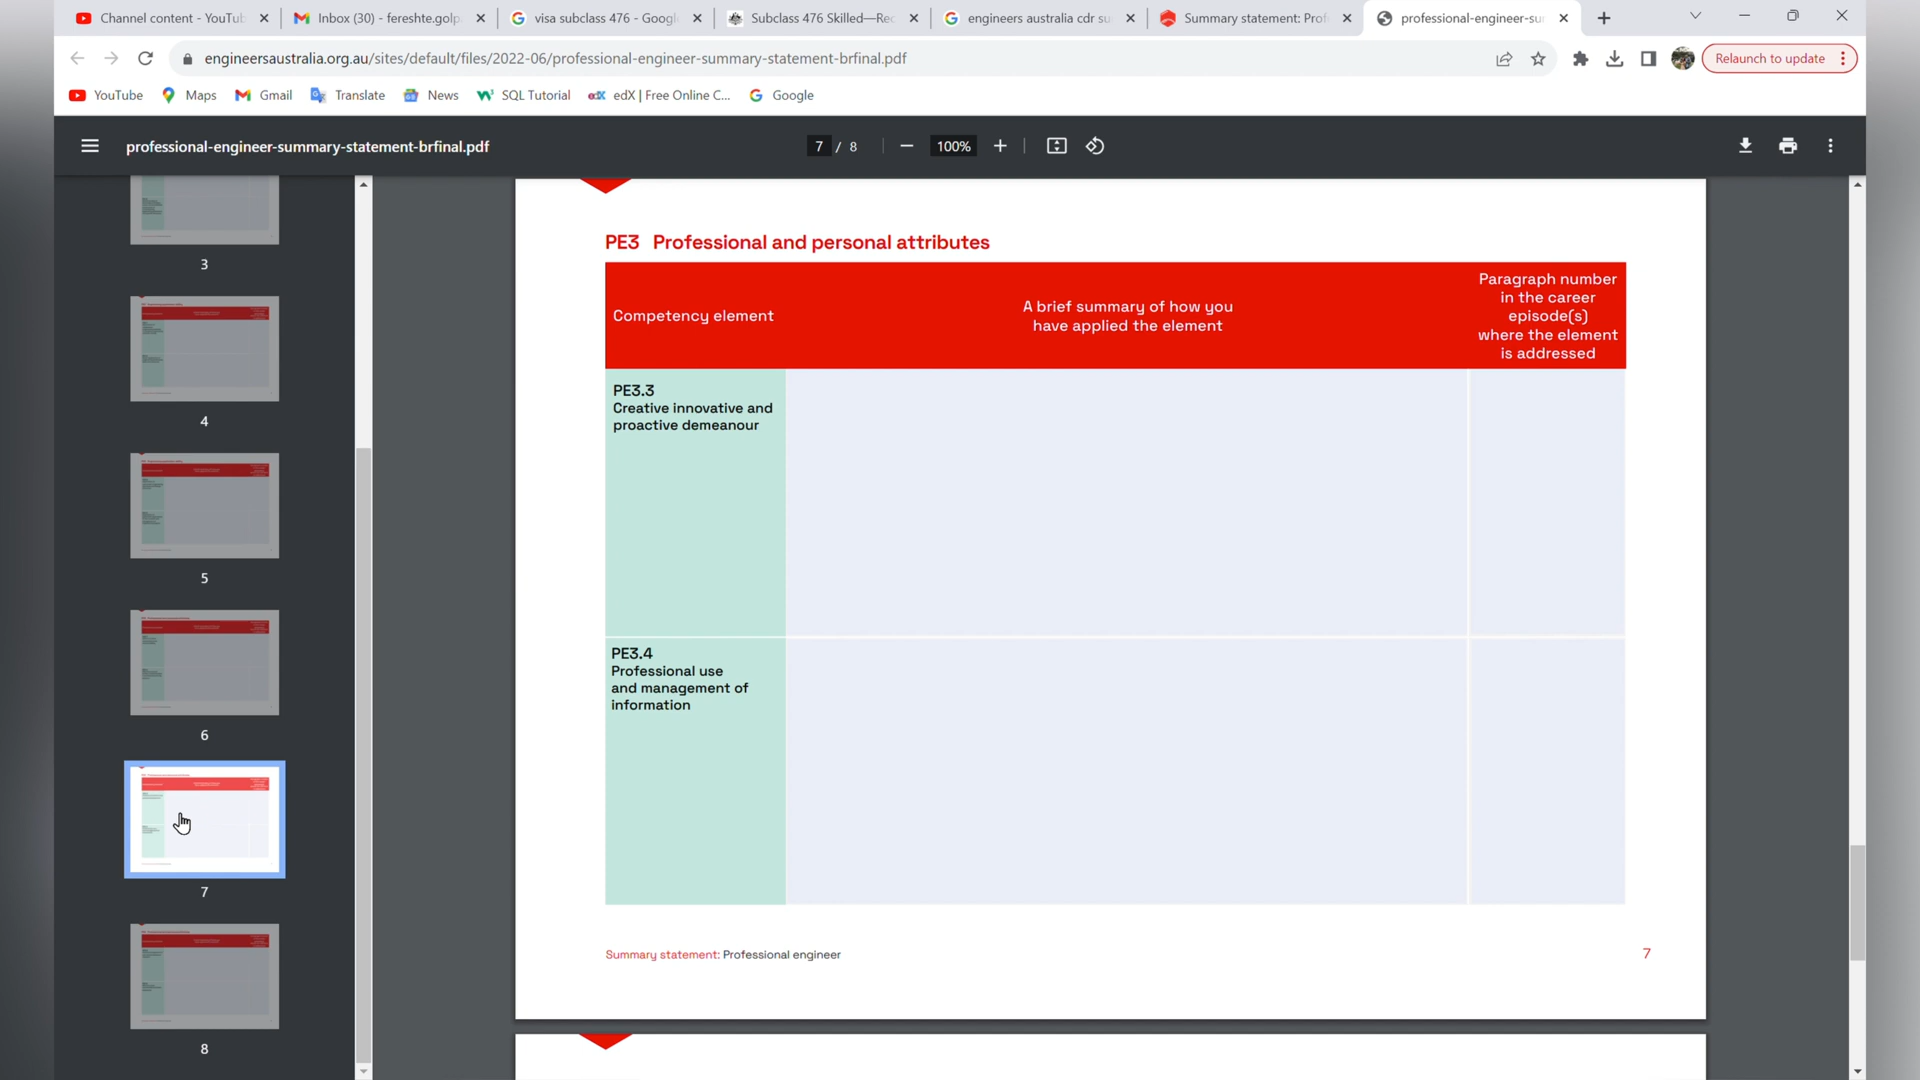 Channel content - YouTub
Inbox (30) - fereshte.golp
visa subclass 476 - Googl
Subclass 476 Skilled—Rec
engineers australia cdr su
Summary statement: Prof
professional-engineer-su
engineersaustralia.org.au/sites/default/files/2022-06/professional-engineer-summary-statement-brfinal.pdf
Relaunch to update
YouTube
Maps
Gmail
Translate
News
SQL Tutorial
edX | Free Online C...
Google
professional-engineer-summary-statement-brfinal.pdf
7 / 8
100%
3
4
5
6
7
8
PE3 Professional and personal attributes
Competency element
A brief summary of how you
have applied the element
Paragraph number
in the career
episode(s)
where the element
is addressed
PE3.3
Creative innovative and
proactive demeanour
PE3.4
Professional use
and management of
information
Summary statement: Professional engineer
7